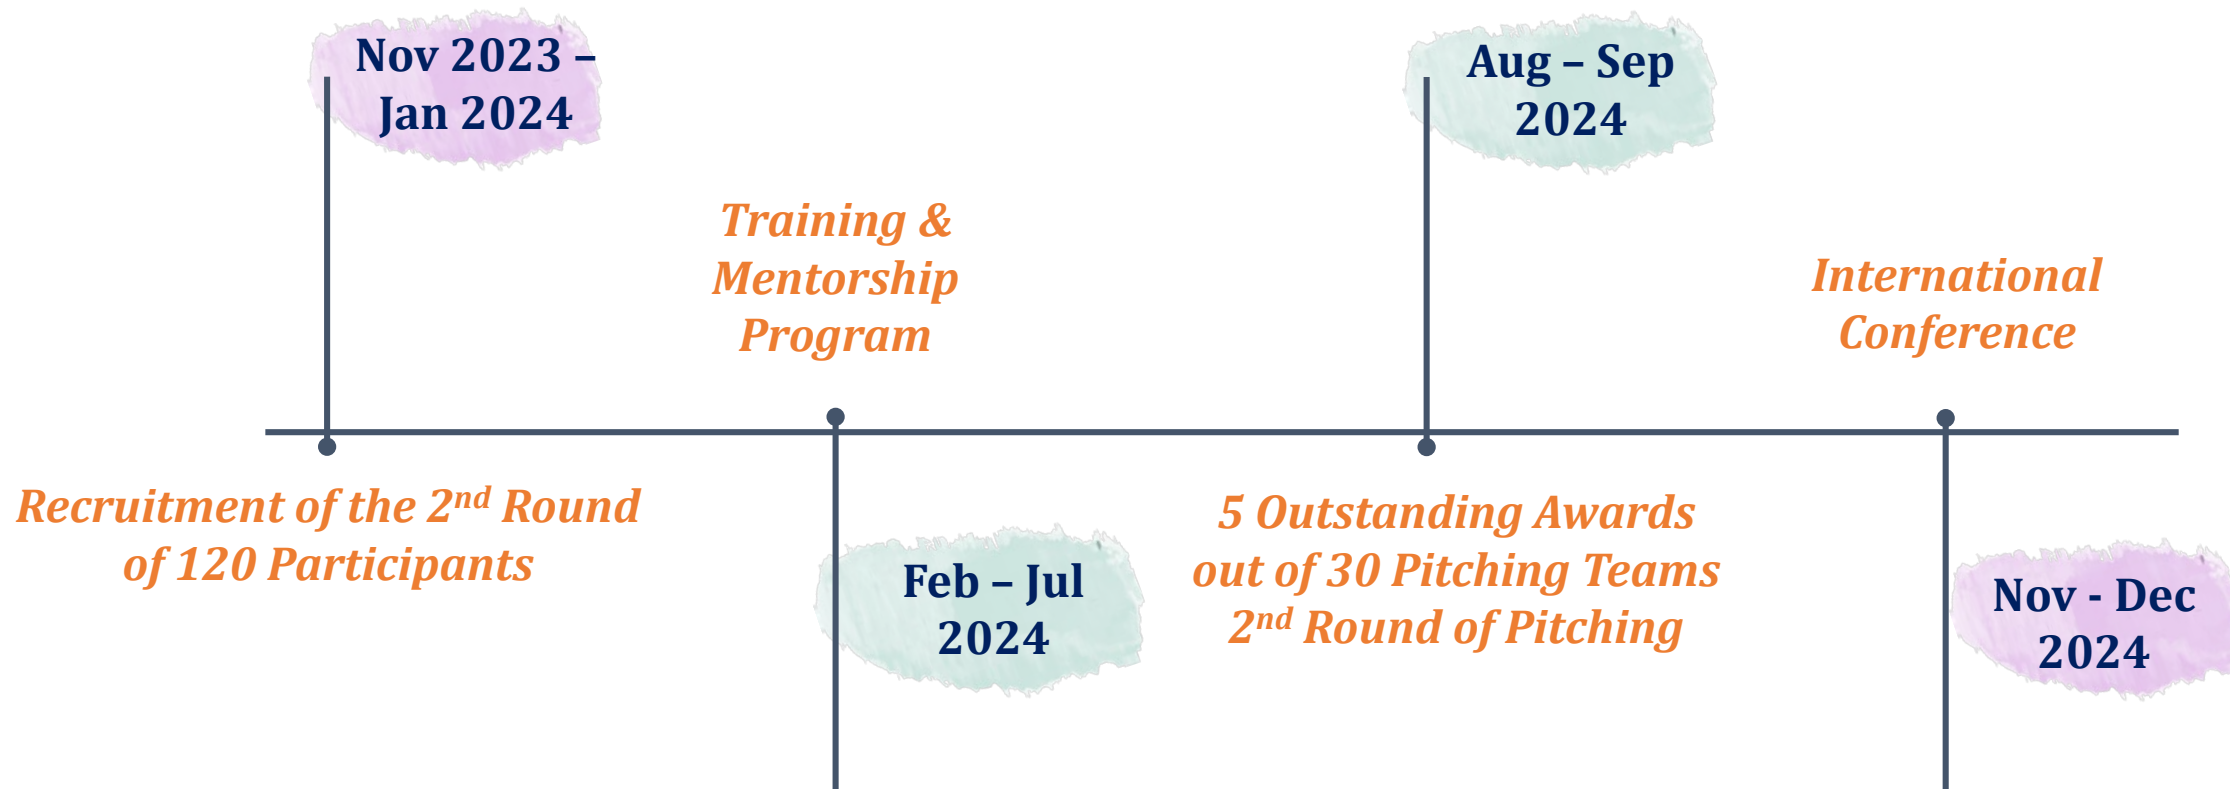 Nov 2023 –
Jan 2024
Recruitment of the 2nd Round
of 120 Participants
Training &
Mentorship
Program
Feb – Jul
2024
Aug – Sep
2024
5 Outstanding Awards
out of 30 Pitching Teams
2nd Round of Pitching
International
Conference
Nov - Dec
2024